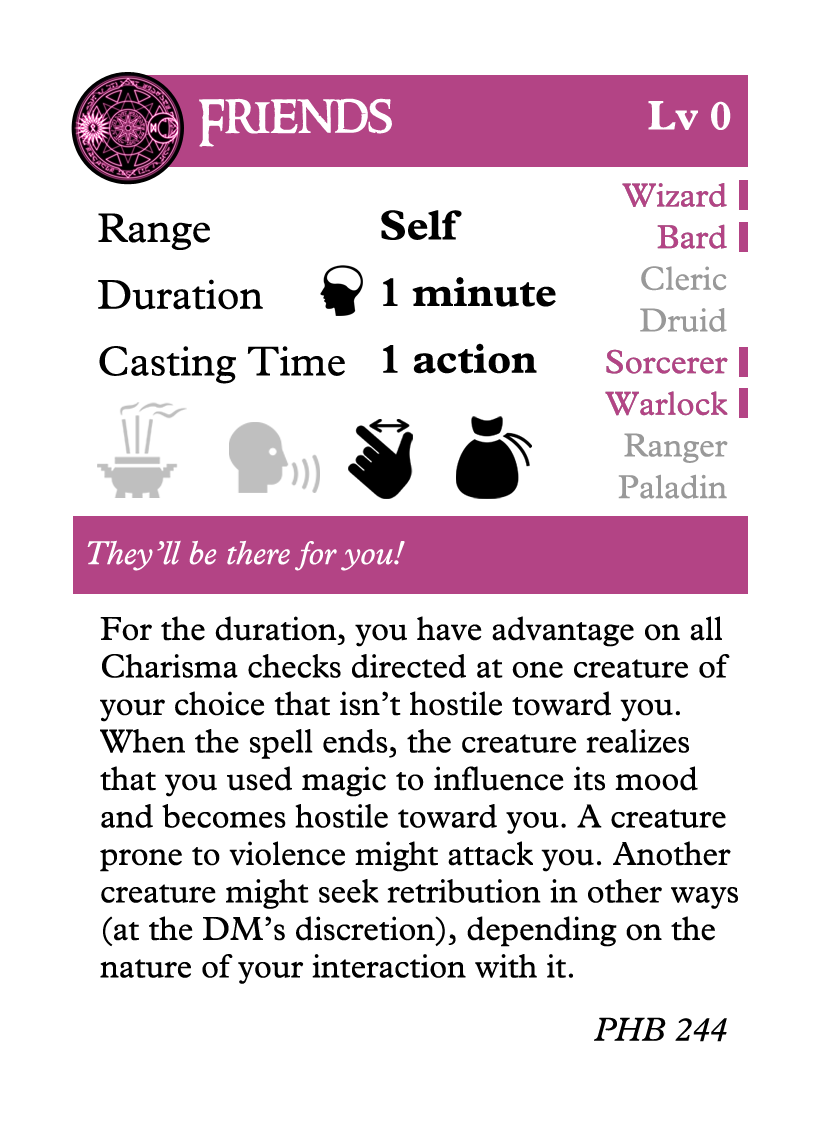 FRIENDS
Lv 0
Range Self
Duration 1 minute
Casting Time 1 action
Wizard
Bard
Cleric
Druid
Sorcerer
Warlock
Ranger
Paladin
They’ll be there for you!
For the duration, you have advantage on all
Charisma checks directed at one creature of
your choice that isn’t hostile toward you.
When the spell ends, the creature realizes
that you used magic to influence its mood
and becomes hostile toward you. A creature
prone to violence might attack you. Another
creature might seek retribution in other ways
(at the DM’s discretion), depending on the
nature of your interaction with it.
PHB 244